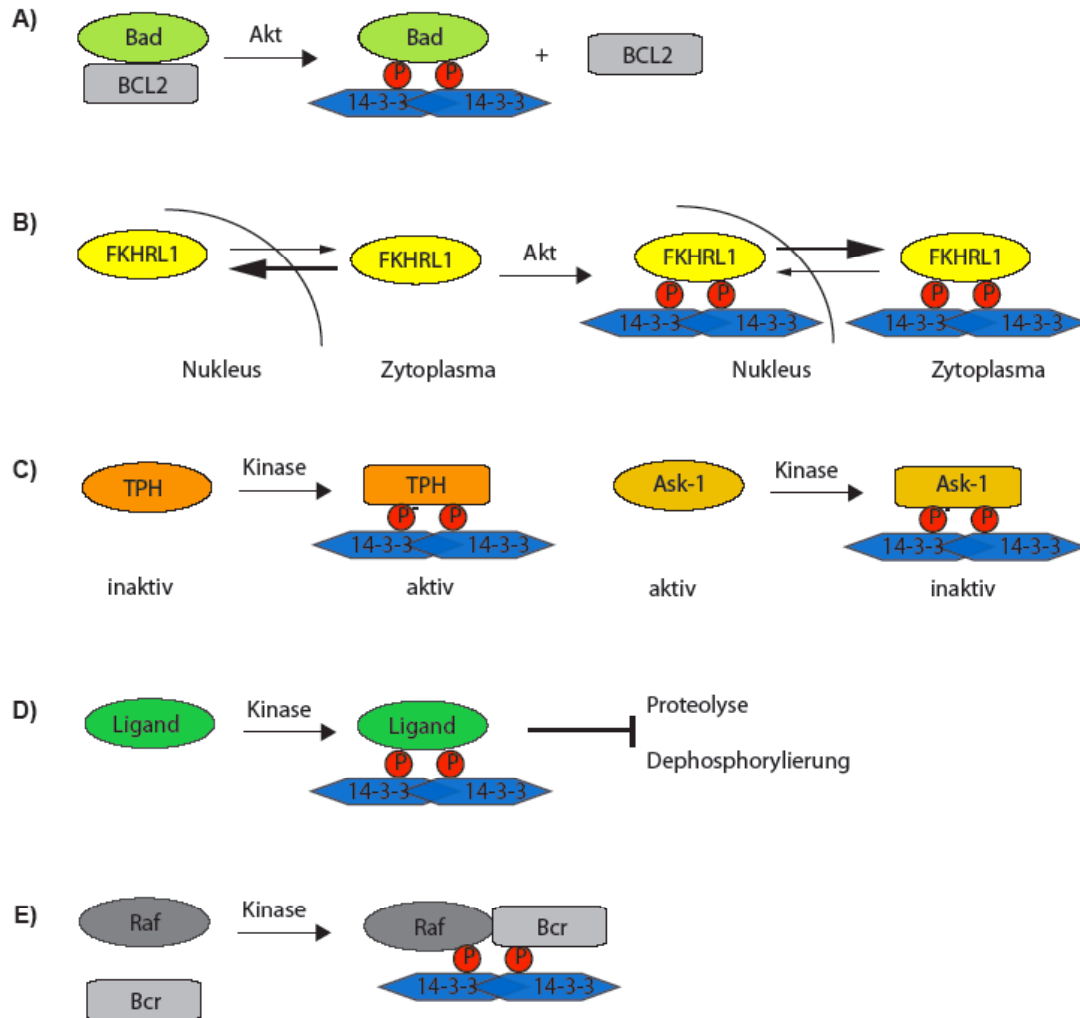 A)
Bad
BCL2
Akt
Bad
P P
14-3-3 14-3-3
+
BCL2
B)
FKHRL1
FKHRL1
Akt
FKHRL1
P P
14-3-3 14-3-3
FKHRL1
P P
14-3-3 14-3-3
Nukleus
Zytoplasma
Nukleus
Zytoplasma
C)
TPH
Kinase
TPH
P P
14-3-3 14-3-3
Ask-1
Kinase
Ask-1
P P
14-3-3 14-3-3
inaktiv
aktiv
aktiv
inaktiv
D)
Ligand
Kinase
Ligand
P P
14-3-3 14-3-3
Proteolyse
Dephosphorylierung
E)
Raf
Kinase
Raf
Bcr
P P
14-3-3 14-3-3
Bcr